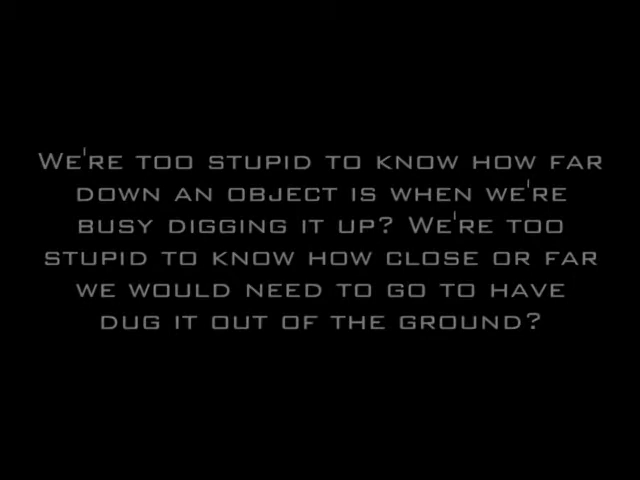 We're too stupid to know how far
down an object is when we're
busy digging it up? We're too
stupid to know how close or far
we would need to go to have
dug it out of the ground?